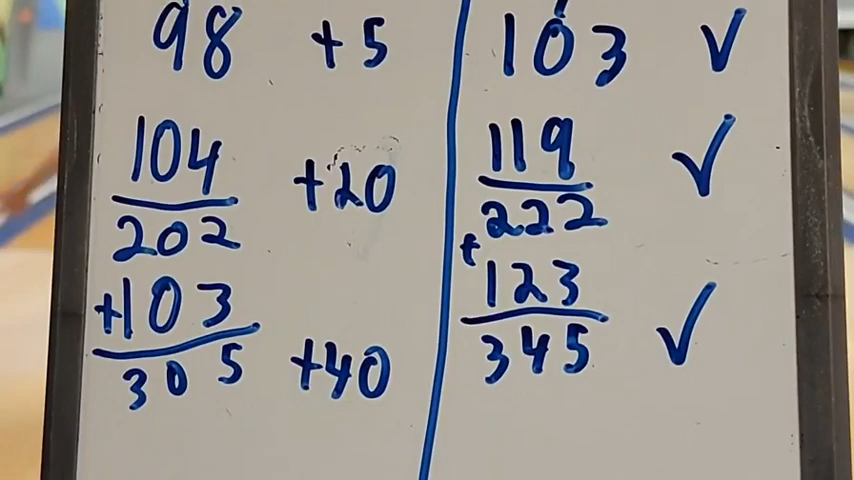 98 +5 103 ✓
104 +20 119 ✓
202 222
+103 + 123
305 +40 345 ✓